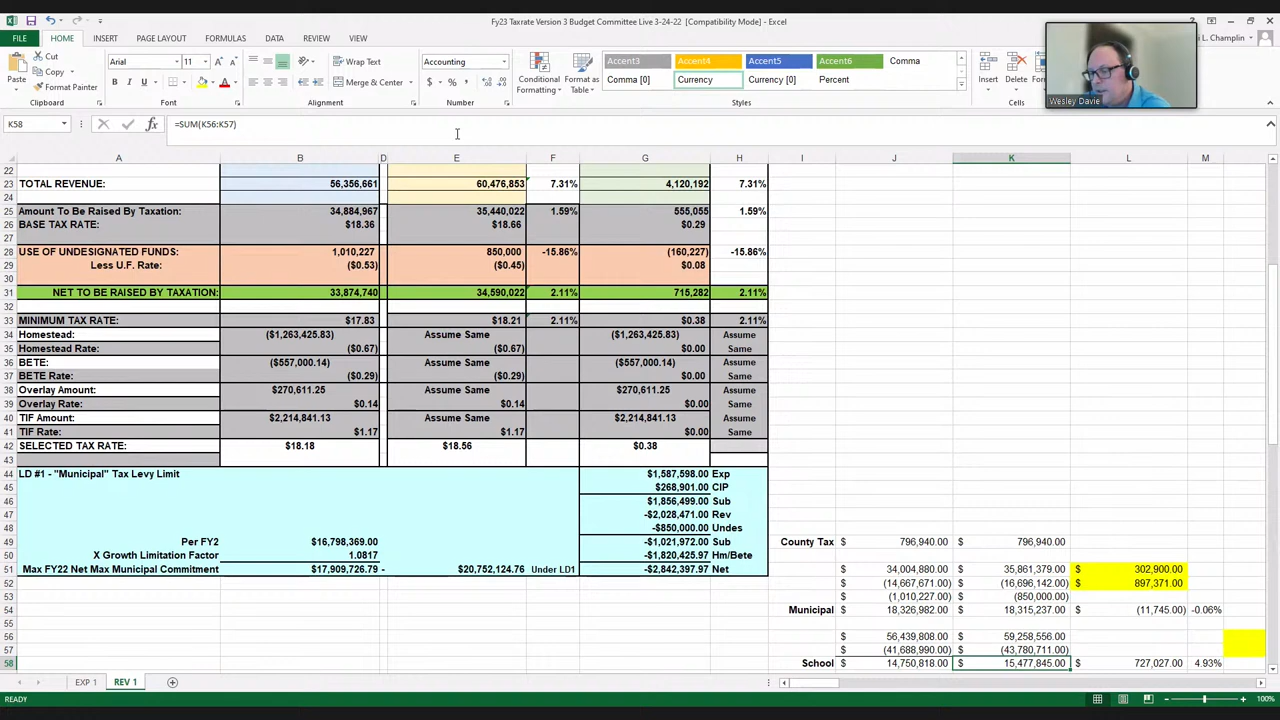 Fy23 Taxrate Version 3 Budget Committee Live 3-24-22 [Compatibility Mode] - Excel
FILE HOME INSERT PAGE LAYOUT FORMULAS DATA REVIEW VIEW
L. Champlin
Wesley Davie
Paste
Cut
Copy
Format Painter
Clipboard
Arial 11
B I U
Font
Wrap Text
Merge & Center
Alignment
Accounting
$ % ,
Number
Conditional Formatting
Format as Table
Accent3 Accent4 Accent5 Accent6 Comma
Comma [0] Currency Currency [0] Percent
Styles
Insert Delete
Cells
K58 =SUM(K56:K57)
A B D E F G H I J K L M
22
23 TOTAL REVENUE: 56,356,661 60,476,853 7.31% 4,120,192 7.31%
24
25 Amount To Be Raised By Taxation: 34,884,967 35,440,022 1.59% 555,055 1.59%
26 BASE TAX RATE: $18.36 $18.66 $0.29
27
28 USE OF UNDESIGNATED FUNDS: 1,010,227 850,000 -15.86% (160,227) -15.86%
29 Less U.F. Rate: ($0.53) ($0.45) $0.08
30
31 NET TO BE RAISED BY TAXATION: 33,874,740 34,590,022 2.11% 715,282 2.11%
32
33 MINIMUM TAX RATE: $17.83 $18.21 2.11% $0.38 2.11%
34 Homestead: ($1,263,425.83) Assume Same ($1,263,425.83) Assume
35 Homestead Rate: ($0.67) ($0.67) $0.00 Same
36 BETE: ($557,000.14) Assume Same ($557,000.14) Assume
37 BETE Rate: ($0.29) ($0.29) $0.00 Same
38 Overlay Amount: $270,611.25 Assume Same $270,611.25 Assume
39 Overlay Rate: $0.14 $0.14 $0.00 Same
40 TIF Amount: $2,214,841.13 Assume Same $2,214,841.13 Assume
41 TIF Rate: $1.17 $1.17 $0.00 Same
42 SELECTED TAX RATE: $18.18 $18.56 $0.38
43
44 LD #1 - "Municipal" Tax Levy Limit $1,587,598.00 Exp
45 $268,901.00 CIP
46 $1,856,499.00 Sub
47 -$2,028,471.00 Rev
48 -$850,000.00 Undes
49 Per FY2 $16,798,369.00 -$1,021,972.00 Sub County Tax $ 796,940.00 $ 796,940.00
50 X Growth Limitation Factor 1.0817 -$1,820,425.97 Hm/Bete
51 Max FY22 Net Max Municipal Commitment $17,909,726.79 - $20,752,124.76 Under LD1 -$2,842,397.97 Net $ 34,004,880.00 $ 35,861,379.00 $ 302,900.00
52 $ (14,667,671.00) $ (16,696,142.00) $ 897,371.00
53 $ (1,010,227.00) $ (850,000.00)
54 Municipal $ 18,326,982.00 $ 18,315,237.00 $ (11,745.00) -0.06%
55
56 $ 56,439,808.00 $ 59,258,556.00
57 $ (41,688,990.00) $ (43,780,711.00)
58 School $ 14,750,818.00 $ 15,477,845.00 $ 727,027.00 4.93%
EXP 1 REV 1
READY 100%